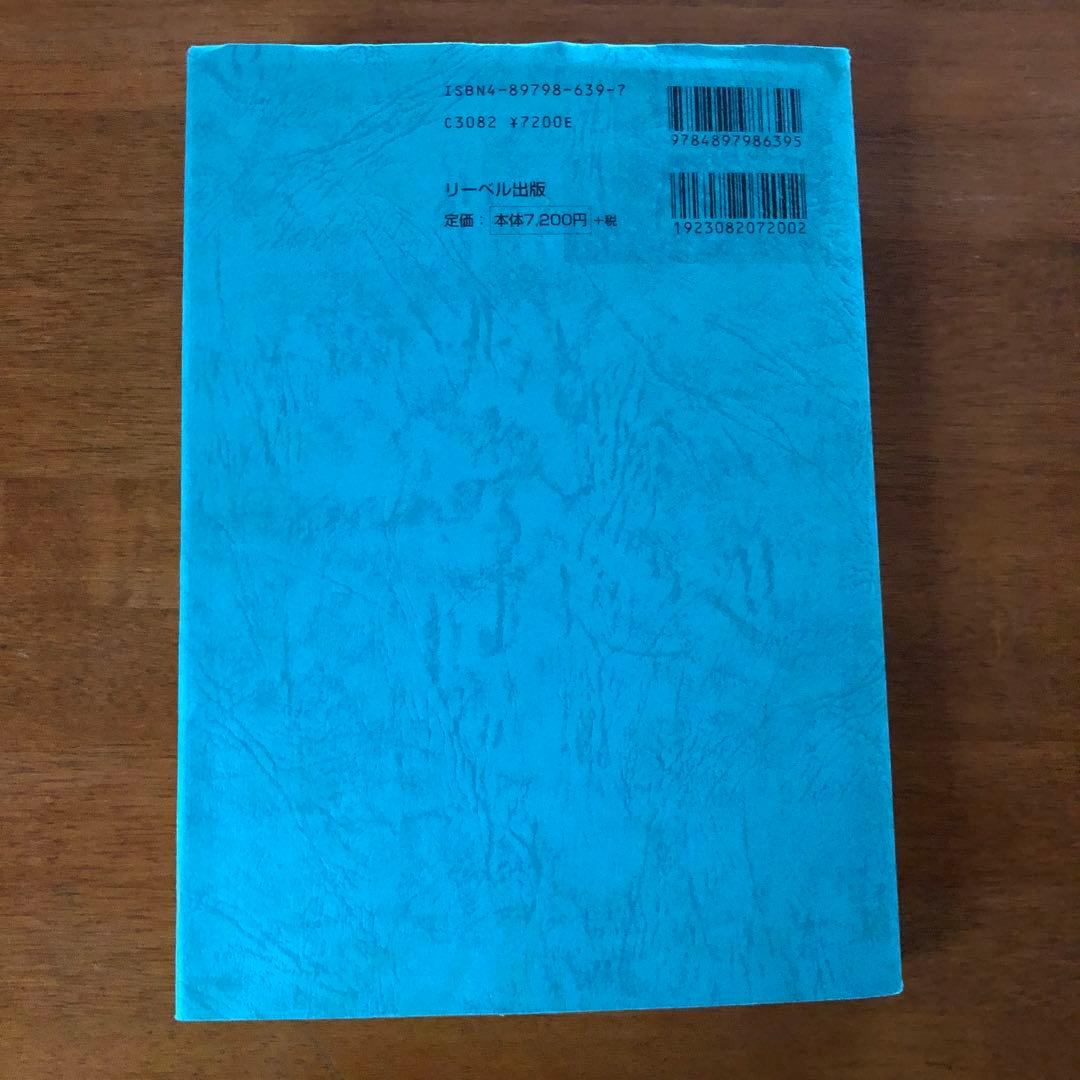 ISBN4-89798-639-7
C3082 ¥7200E
リーベル出版
定価： 本体7,200円 +税
9784897986395
1923082072002